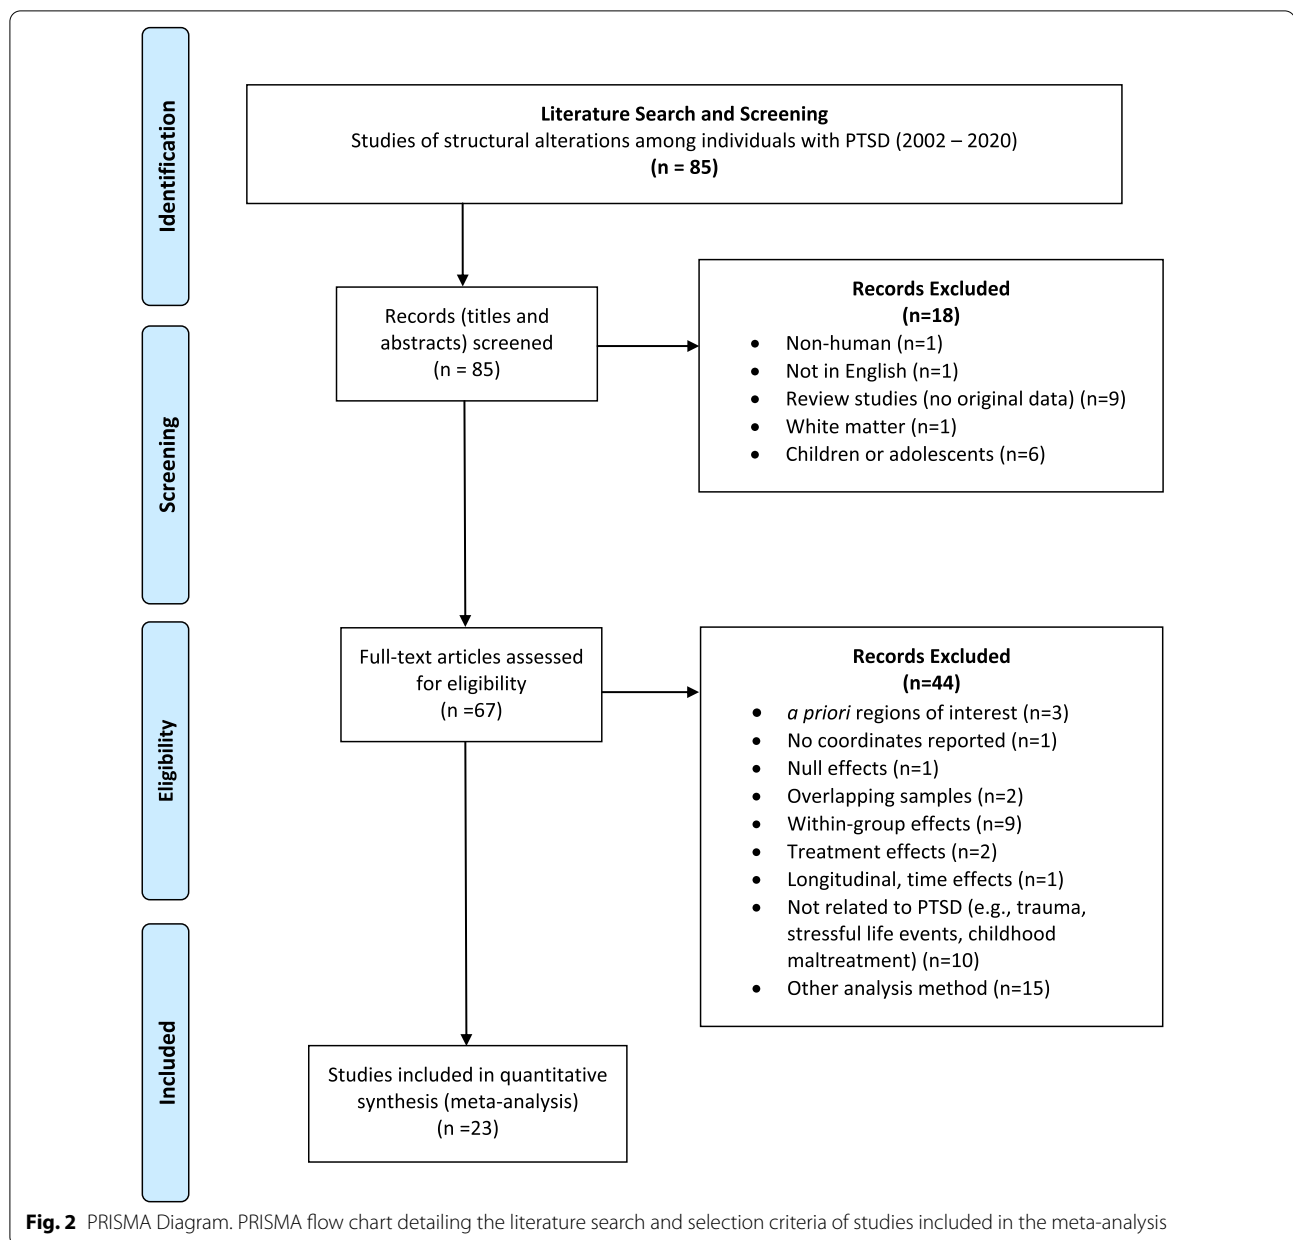 Identification
Literature Search and Screening
Studies of structural alterations among individuals with PTSD (2002 – 2020)
(n = 85)
Records (titles and
abstracts) screened
(n = 85)
Records Excluded
(n=18)
• Non-human (n=1)
• Not in English (n=1)
• Review studies (no original data) (n=9)
• White matter (n=1)
• Children or adolescents (n=6)
Screening
Eligibility
Full-text articles assessed
for eligibility
(n =67)
Records Excluded
(n=44)
• a priori regions of interest (n=3)
• No coordinates reported (n=1)
• Null effects (n=1)
• Overlapping samples (n=2)
• Within-group effects (n=9)
• Treatment effects (n=2)
• Longitudinal, time effects (n=1)
• Not related to PTSD (e.g., trauma,
stressful life events, childhood
maltreatment) (n=10)
• Other analysis method (n=15)
Included
Studies included in quantitative
synthesis (meta-analysis)
(n =23)
Fig. 2 PRISMA Diagram. PRISMA flow chart detailing the literature search and selection criteria of studies included in the meta-analysis